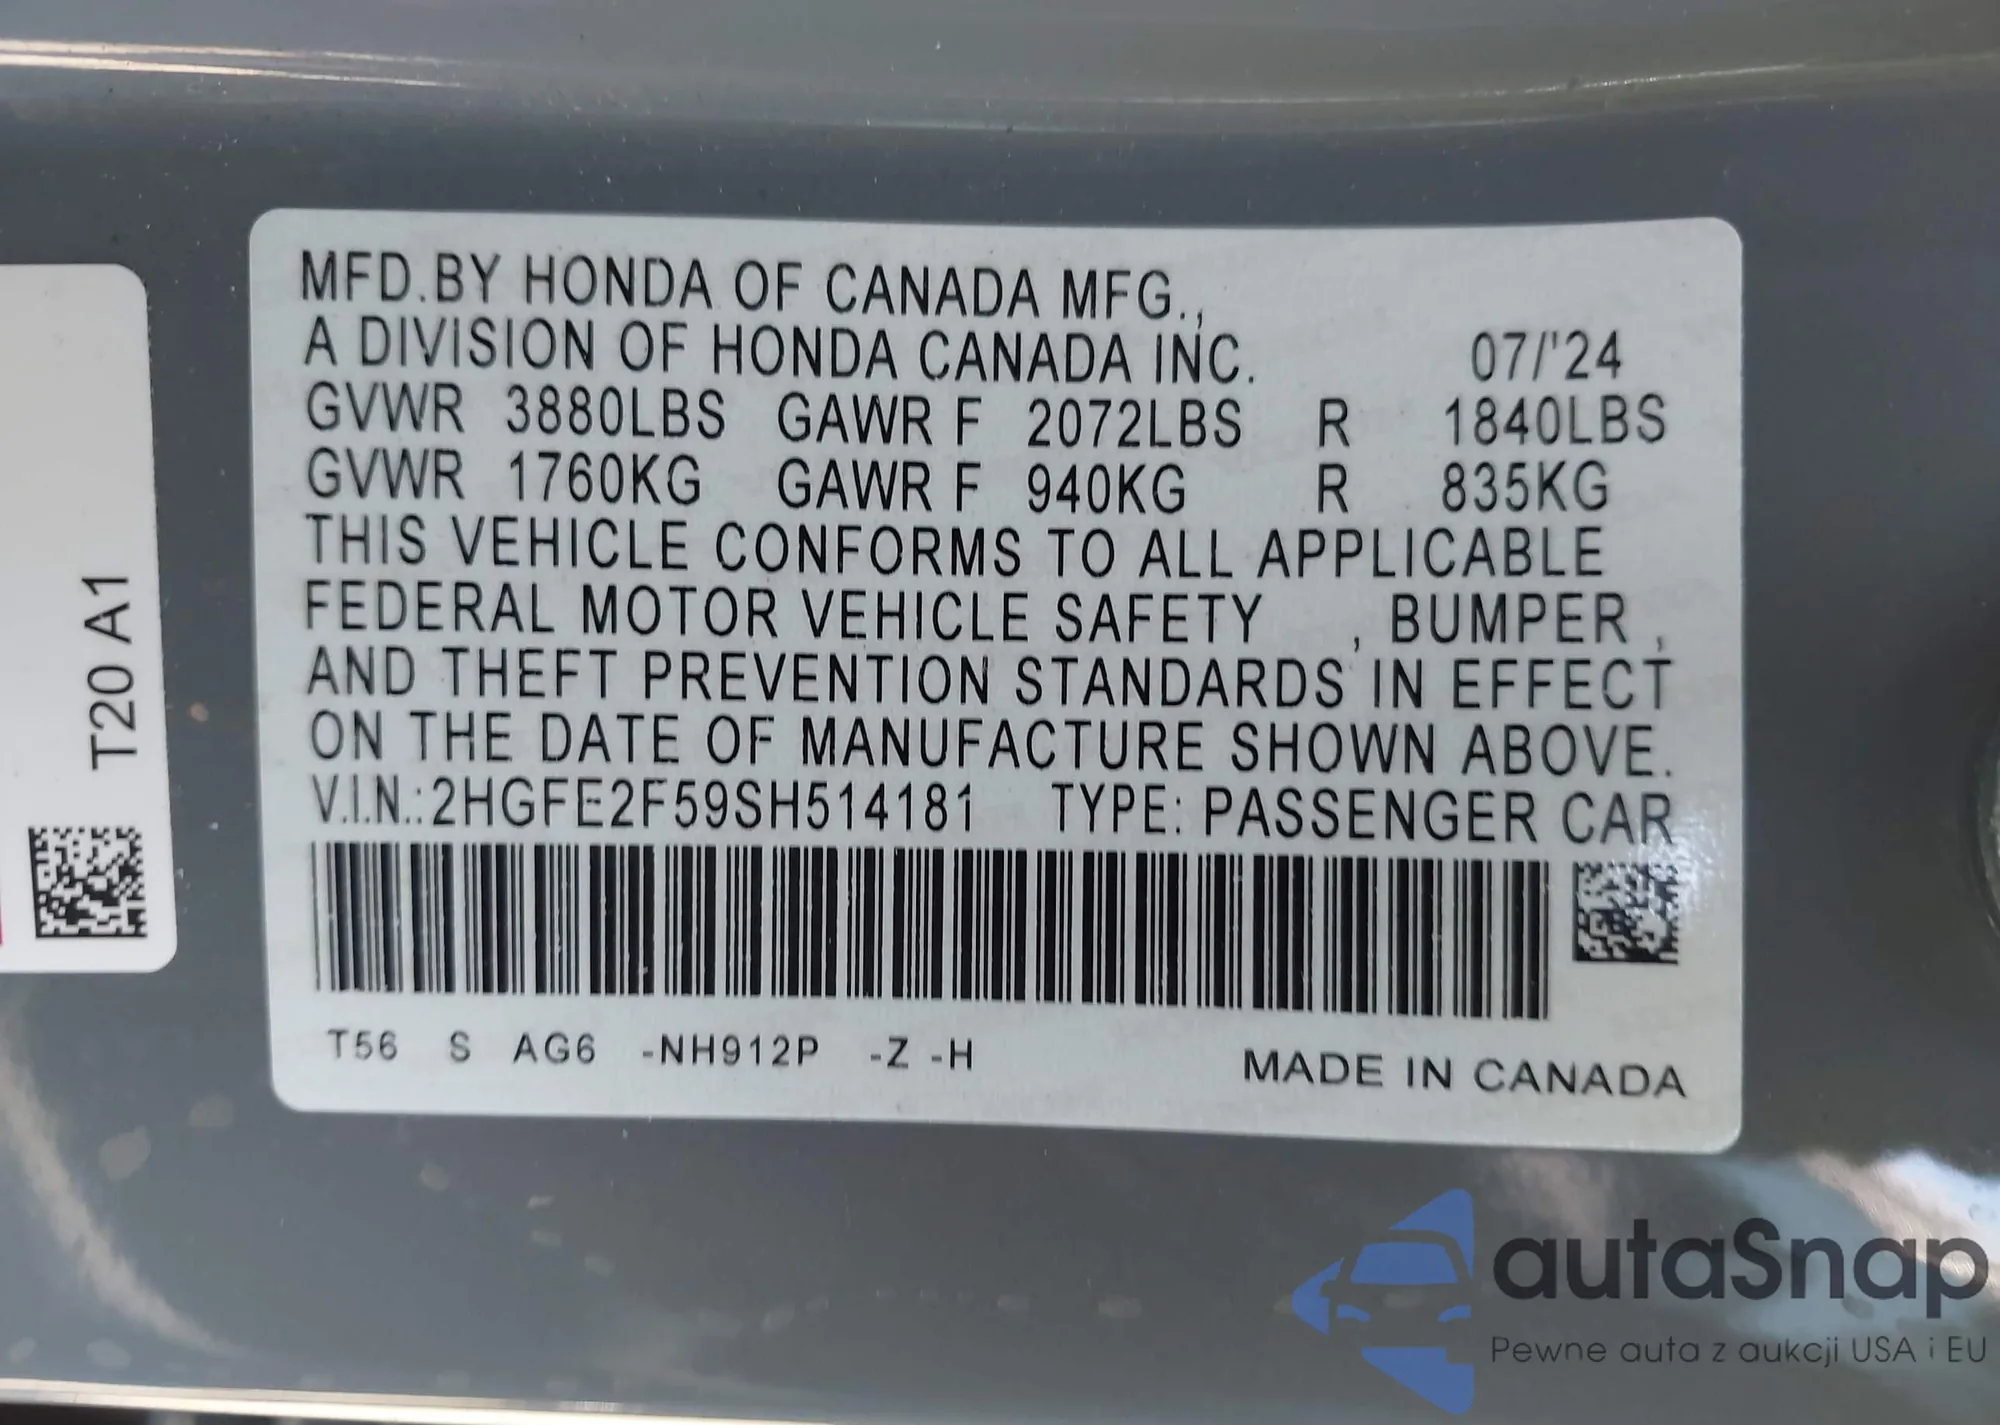 MFD.BY HONDA OF CANADA MFG.,
A DIVISION OF HONDA CANADA INC. 07/'24
GVWR 3880LBS GAWR F 2072LBS R 1840LBS
GVWR 1760KG GAWR F 940KG R 835KG
THIS VEHICLE CONFORMS TO ALL APPLICABLE
FEDERAL MOTOR VEHICLE SAFETY , BUMPER ,
AND THEFT PREVENTION STANDARDS IN EFFECT
ON THE DATE OF MANUFACTURE SHOWN ABOVE.
V.I.N.:2HGFE2F59SH514181 TYPE: PASSENGER CAR
T56 S AG6 -NH912P -Z -H
MADE IN CANADA
T20 A1
autaSnap
Pewne auta z aukcji USA i EU